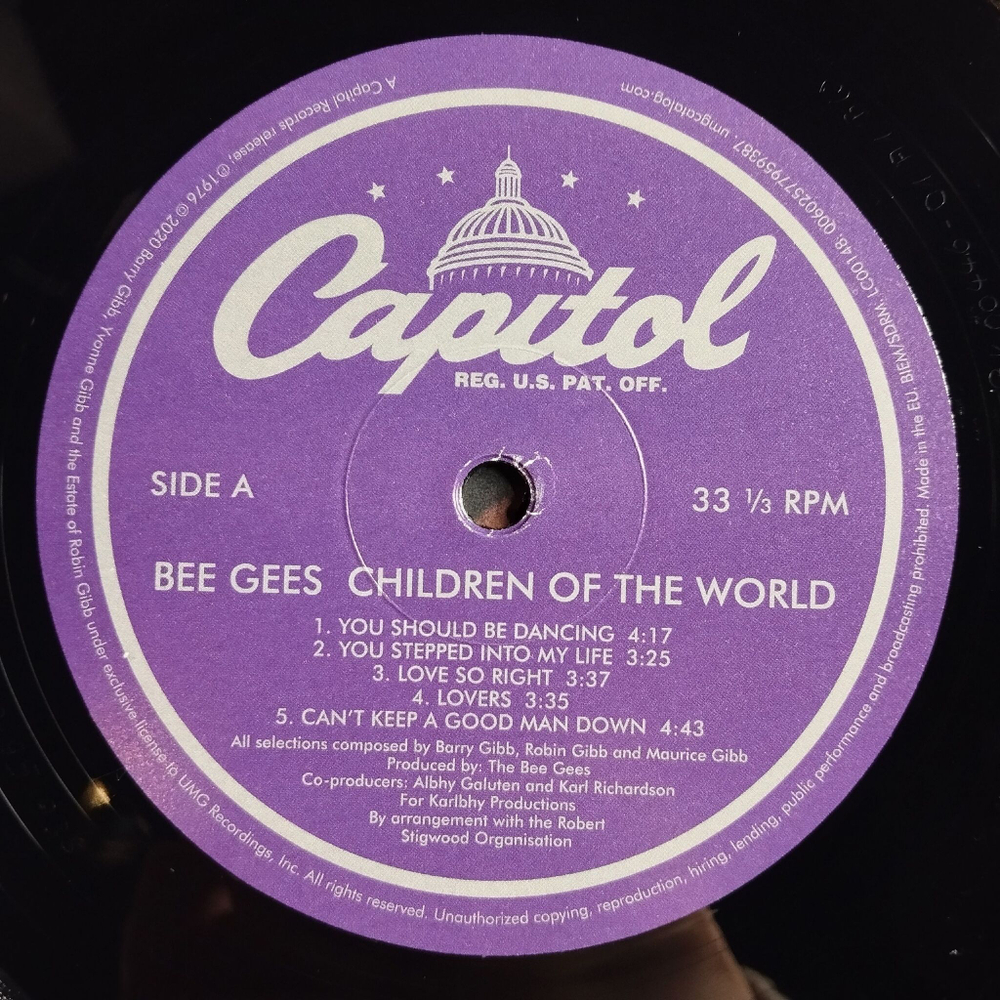 Capitol
REG. U.S. PAT. OFF.
SIDE A
33 ⅓ RPM
BEE GEES CHILDREN OF THE WORLD
1. YOU SHOULD BE DANCING 4:17
2. YOU STEPPED INTO MY LIFE 3:25
3. LOVE SO RIGHT 3:37
4. LOVERS 3:35
5. CAN'T KEEP A GOOD MAN DOWN 4:43
All selections composed by Barry Gibb, Robin Gibb and Maurice Gibb
Produced by: The Bee Gees
Co-producers: Albhy Galuten and Karl Richardson
For Karlbhy Productions
By arrangement with the Robert
Stigwood Organisation
A Capitol Records release; ℗ 1976 © 2020 Barry Gibb, Yvonne Gibb and the Estate of Robin Gibb under exclusive license to UMG Recordings, Inc. All rights reserved. Unauthorized copying, reproduction, hiring, lending, public performance and broadcasting prohibited. Made in the EU. BIEM/SDRM. LC00148. 00602577959387. umgcatalog.com